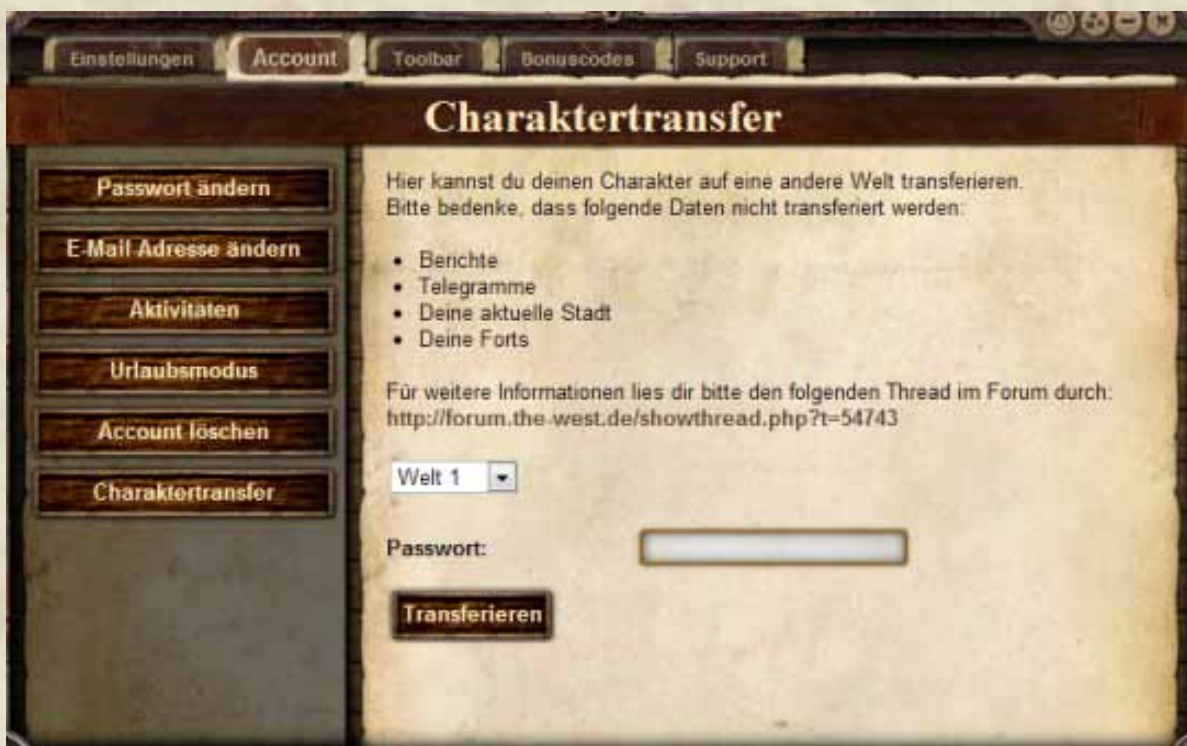 Einstellungen Account Toolbar Bonuscodes Support
Charaktertransfer
Passwort ändern
E-Mail Adresse ändern
Aktivitäten
Urlaubsmodus
Account löschen
Charaktertransfer
Hier kannst du deinen Charakter auf eine andere Welt transferieren.
Bitte bedenke, dass folgende Daten nicht transferiert werden:
• Berichte
• Telegramme
• Deine aktuelle Stadt
• Deine Forts
Für weitere Informationen lies dir bitte den folgenden Thread im Forum durch:
http://forum.the-west.de/showthread.php?t=54743
Welt 1
Passwort:
Transferieren